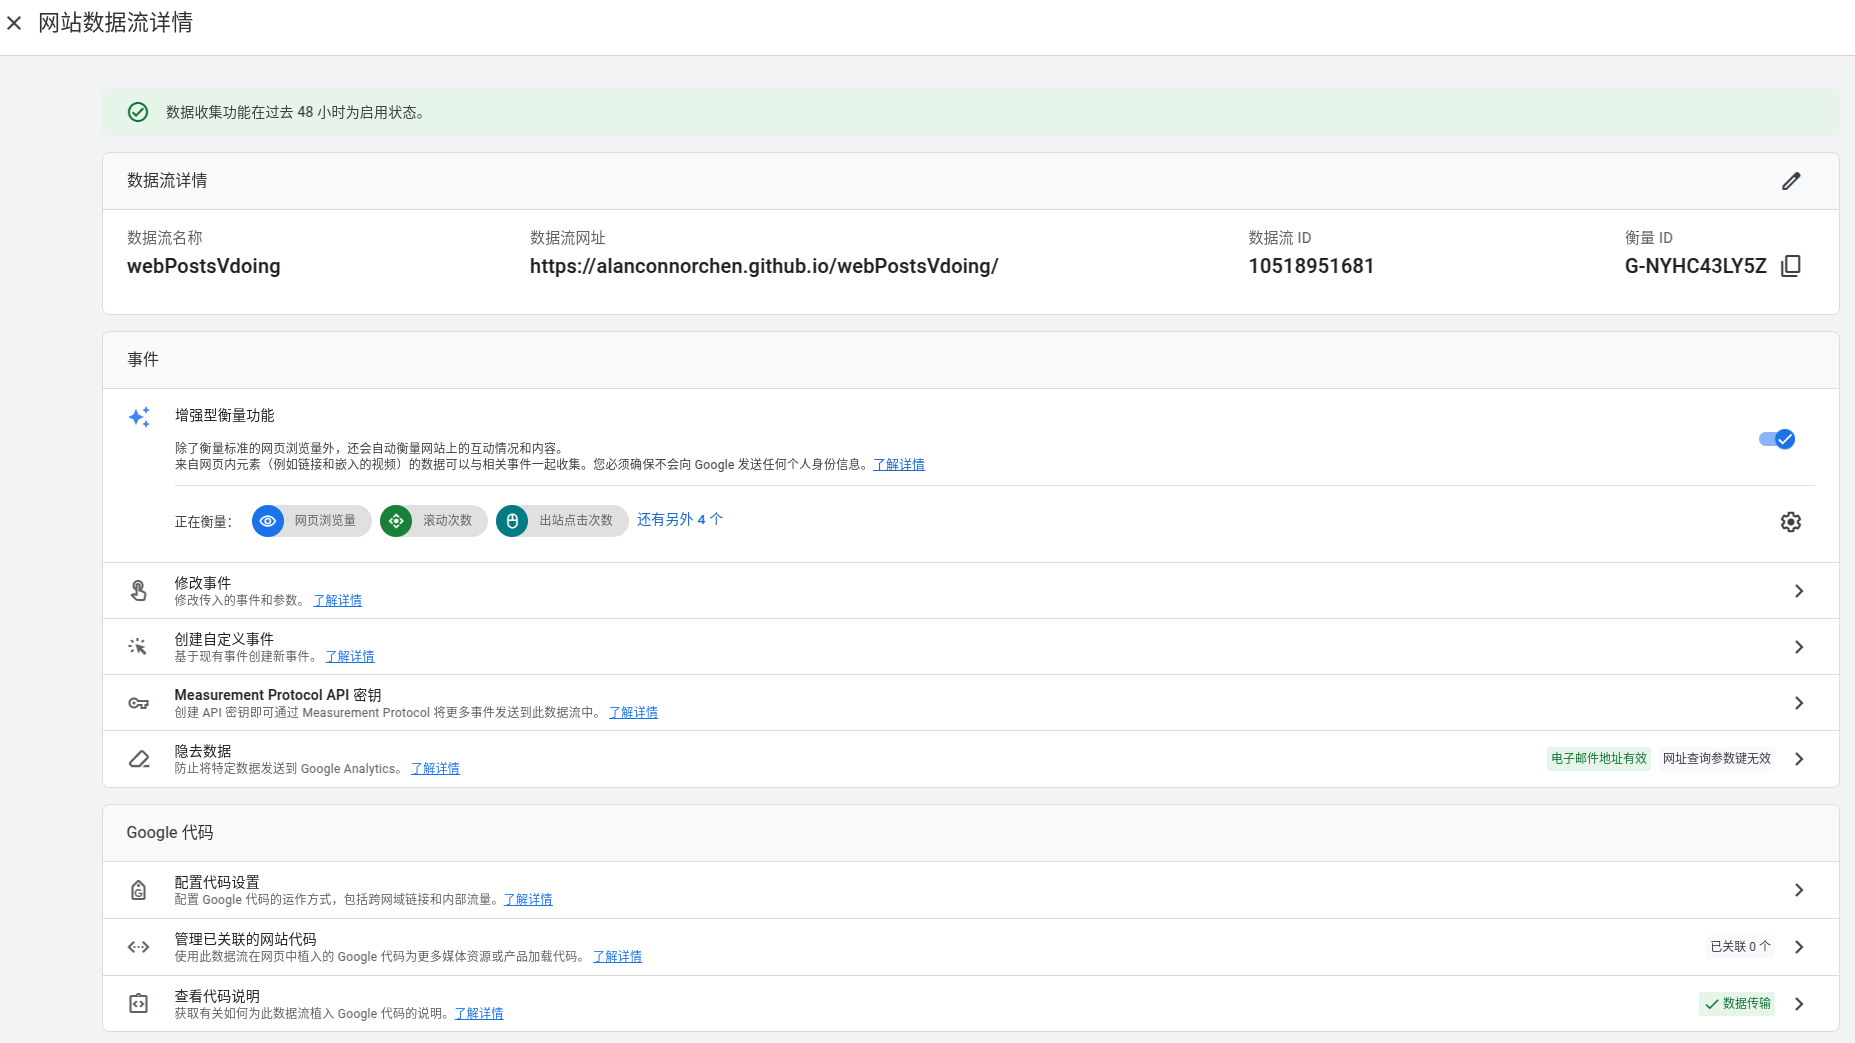 网站数据流详情
数据收集功能在过去 48 小时为启用状态。
数据流详情
数据流名称
webPostsVdoing
数据流网址
https://alanconnorchen.github.io/webPostsVdoing/
数据流 ID
10518951681
衡量 ID
G-NYHC43LY5Z
事件
增强型衡量功能
除了衡量标准的网页浏览量外，还会自动衡量网站上的互动情况和内容。
来自网页内元素（例如链接和嵌入的视频）的数据可以与相关事件一起收集。您必须确保不会向 Google 发送任何个人身份信息。了解详情
正在衡量： 网页浏览量 滚动次数 出站点击次数 还有另外 4 个
修改事件
修改传入的事件和参数。 了解详情
创建自定义事件
基于现有事件创建新事件。 了解详情
Measurement Protocol API 密钥
创建 API 密钥即可通过 Measurement Protocol 将更多事件发送到此数据流中。 了解详情
隐去数据
防止将特定数据发送到 Google Analytics。 了解详情
电子邮件地址有效 网址查询参数键无效
Google 代码
配置代码设置
配置 Google 代码的运作方式，包括跨网域链接和内部流量。了解详情
管理已关联的网站代码
使用此数据流在网页中植入的 Google 代码为更多媒体资源或产品加载代码。 了解详情
已关联 0 个
查看代码说明
获取有关如何为此数据流植入 Google 代码的说明。了解详情
数据传输